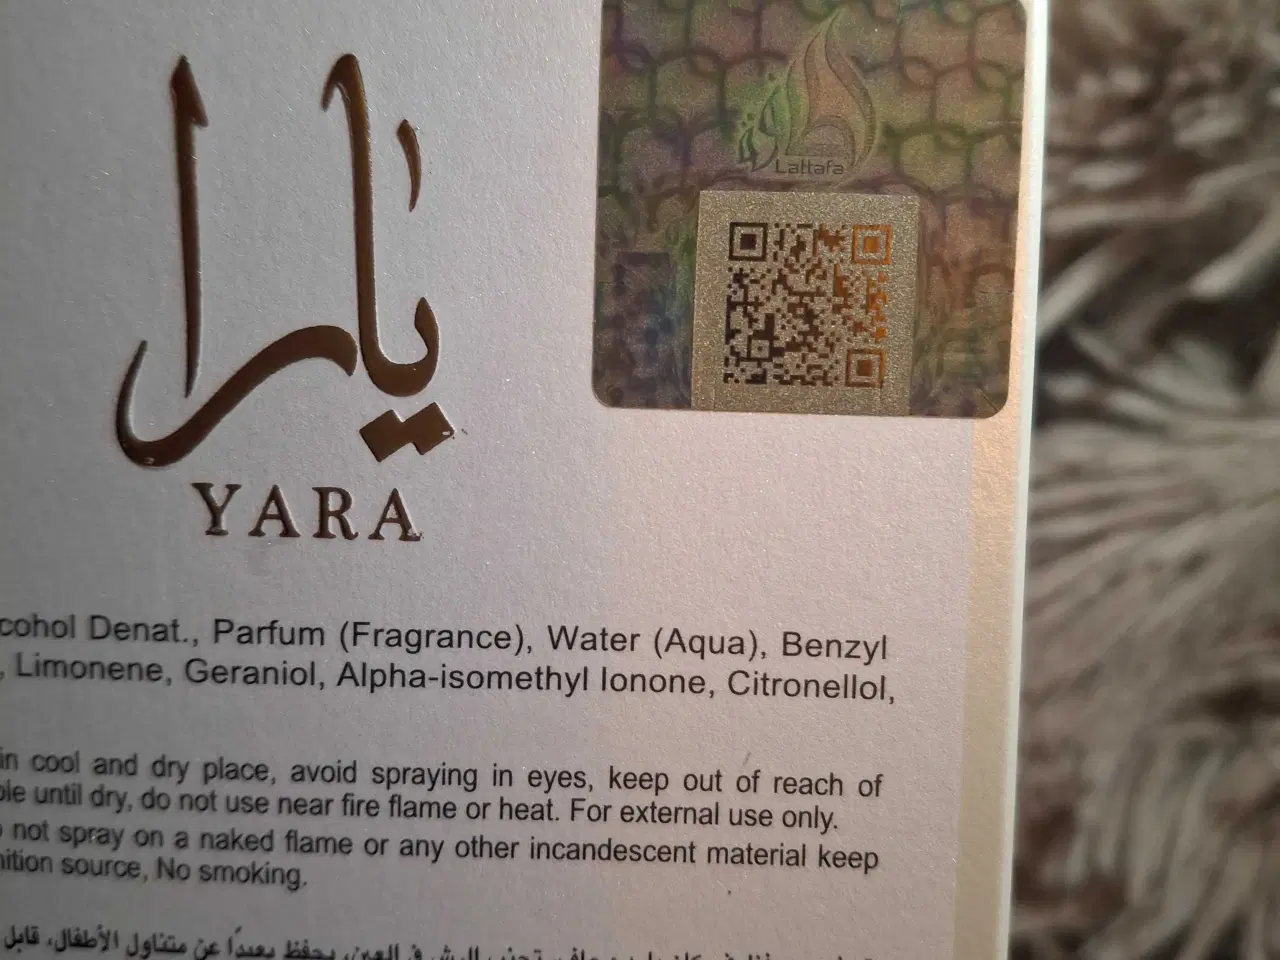 يارا
Lattafa
YARA
cohol Denat., Parfum (Fragrance), Water (Aqua), Benzyl
, Limonene, Geraniol, Alpha-isomethyl Ionone, Citronellol,
in cool and dry place, avoid spraying in eyes, keep out of reach of
ble until dry, do not use near fire flame or heat. For external use only.
not spray on a naked flame or any other incandescent material keep
nition source, No smoking.
يحفظ بعيدًا عن متناول الأطفال، قابل